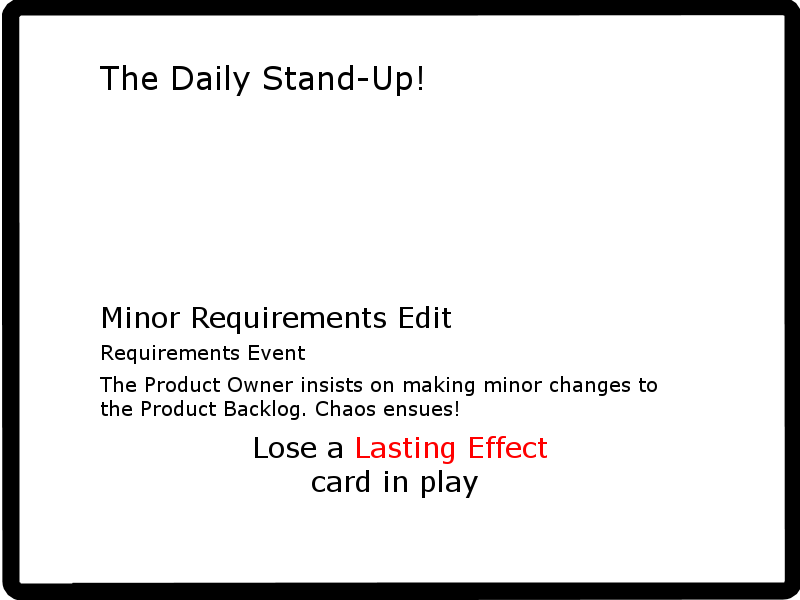 The Daily Stand-Up!
Minor Requirements Edit
Requirements Event
The Product Owner insists on making minor changes to
the Product Backlog. Chaos ensues!
Lose a Lasting Effect
card in play